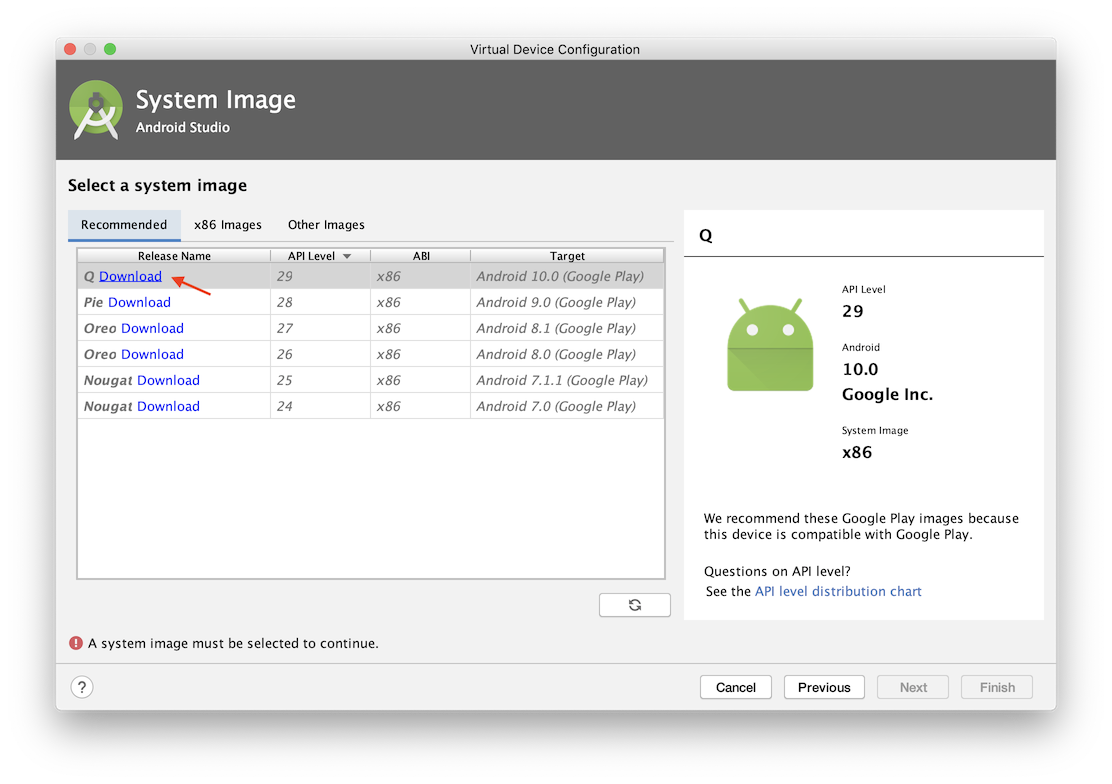 Virtual Device Configuration
System Image
Android Studio
Select a system image
Recommended x86 Images Other Images
Release Name API Level ABI Target
Q Download 29 x86 Android 10.0 (Google Play)
Pie Download 28 x86 Android 9.0 (Google Play)
Oreo Download 27 x86 Android 8.1 (Google Play)
Oreo Download 26 x86 Android 8.0 (Google Play)
Nougat Download 25 x86 Android 7.1.1 (Google Play)
Nougat Download 24 x86 Android 7.0 (Google Play)
Q
API Level
29
Android
10.0
Google Inc.
System Image
x86
We recommend these Google Play images because
this device is compatible with Google Play.
Questions on API level?
See the API level distribution chart
A system image must be selected to continue.
? Cancel Previous Next Finish